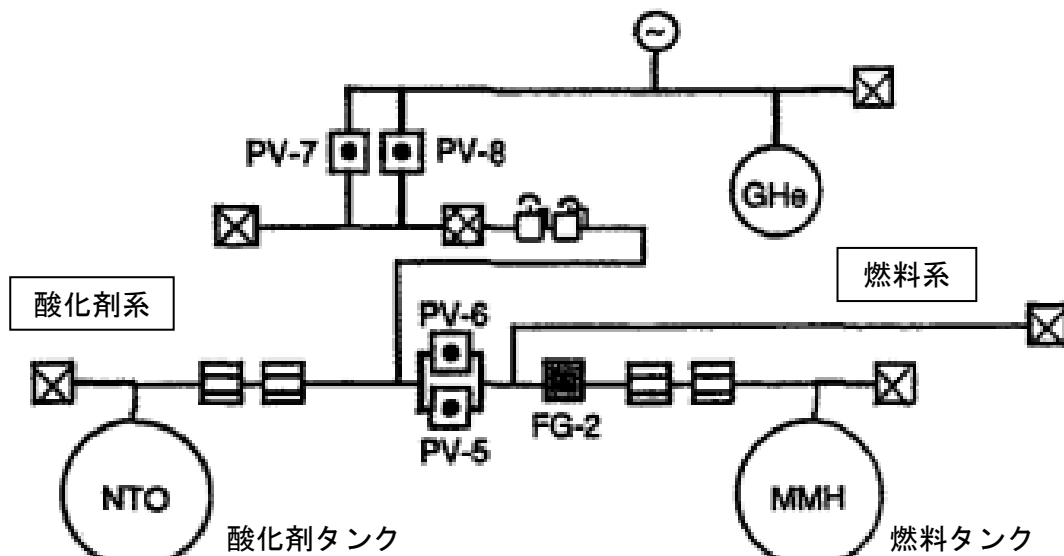 PV-7
PV-8
GHe
酸化剤系
燃料系
PV-6
PV-5
FG-2
NTO
MMH
酸化剤タンク
燃料タンク